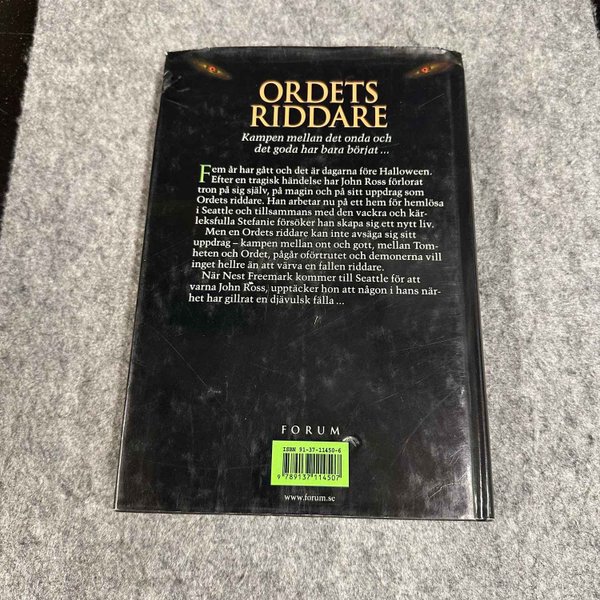 ORDETS
RIDDARE
Kampen mellan det onda och
det goda har bara börjat ...
Fem år har gått och det är dagarna före Halloween.
Efter en tragisk händelse har John Ross förlorat
tron på sig själv, på magin och på sitt uppdrag som
Ordets riddare. Han arbetar nu på ett hem för hemlösa
i Seattle och tillsammans med den vackra och kär-
leksfulla Stefanie försöker han skapa sig ett nytt liv.
Men en Ordets riddare kan inte avsäga sig sitt
uppdrag – kampen mellan ont och gott, mellan Tom-
heten och Ordet, pågår oförtrutet och demonerna vill
inget hellre än att värva en fallen riddare.
När Nest Freemark kommer till Seattle för att
varna John Ross, upptäcker hon att någon i hans när-
het har gillrat en djävulsk fälla ...
FORUM
ISBN 91-37-11450-6
9 789137 114507
www.forum.se